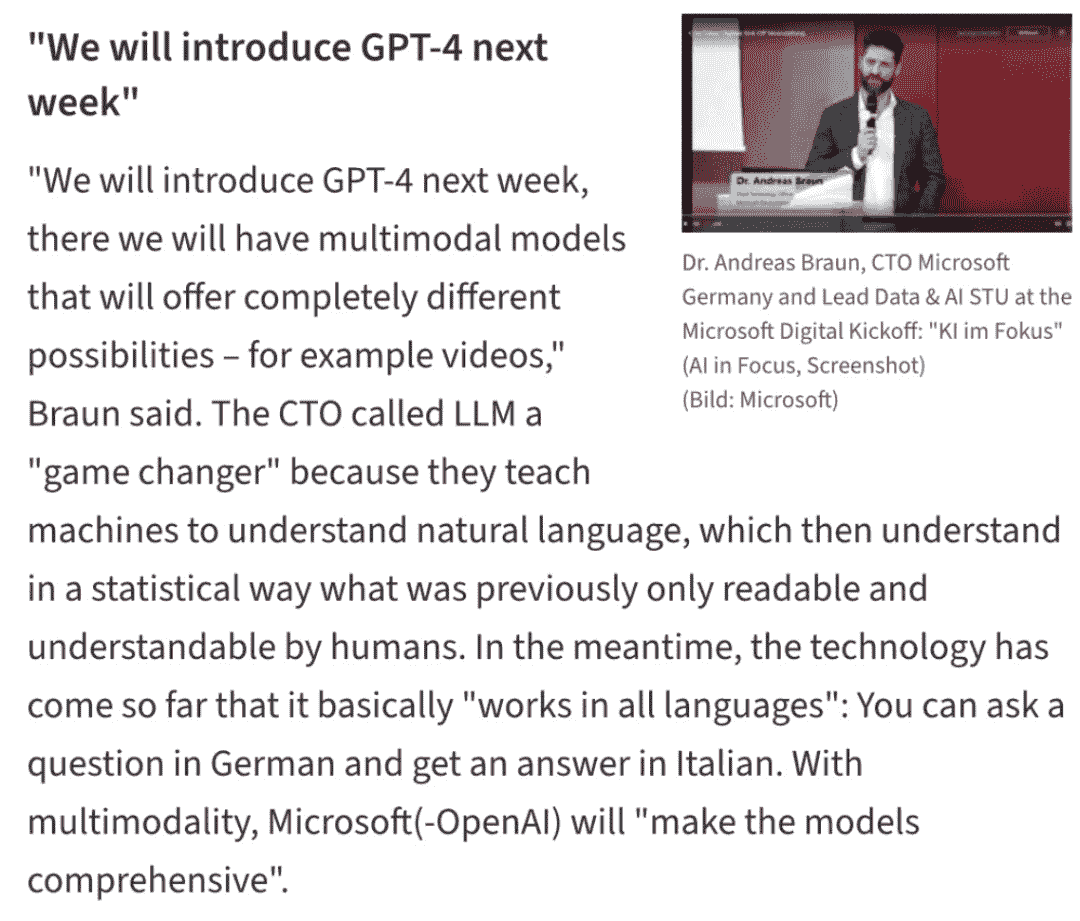 "We will introduce GPT-4 next
week"
"We will introduce GPT-4 next week,
there we will have multimodal models
that will offer completely different
possibilities – for example videos,"
Braun said. The CTO called LLM a
"game changer" because they teach
machines to understand natural language, which then understand
in a statistical way what was previously only readable and
understandable by humans. In the meantime, the technology has
come so far that it basically "works in all languages": You can ask a
question in German and get an answer in Italian. With
multimodality, Microsoft(-OpenAI) will "make the models
comprehensive".
Dr. Andreas Braun
Dr. Andreas Braun, CTO Microsoft
Germany and Lead Data & AI STU at the
Microsoft Digital Kickoff: "KI im Fokus"
(AI in Focus, Screenshot)
(Bild: Microsoft)